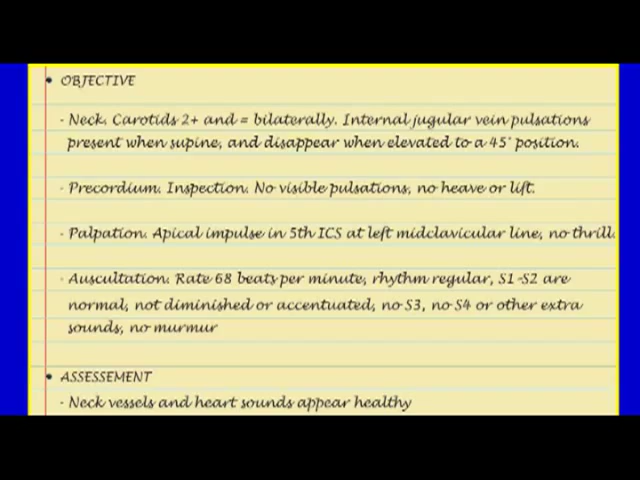 • OBJECTIVE
- Neck. Carotids 2+ and = bilaterally. Internal jugular vein pulsations
present when supine, and disappear when elevated to a 45° position.
- Precordium. Inspection. No visible pulsations, no heave or lift.
- Palpation. Apical impulse in 5th ICS at left midclavicular line, no thrill.
- Auscultation. Rate 68 beats per minute, rhythm regular, S1-S2 are
normal, not diminished or accentuated, no S3, no S4 or other extra
sounds, no murmur
• ASSESSEMENT
- Neck vessels and heart sounds appear healthy